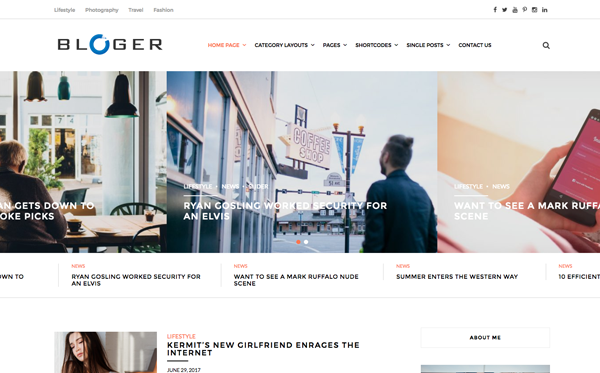 Lifestyle Photography Travel Fashion
BLOGER
HOME PAGE CATEGORY LAYOUTS PAGES SHORTCODES SINGLE POSTS CONTACT US
COFFEE
SHOP
LIFESTYLE • NEWS • SLIDER
LIFESTYLE • NEWS
AN GETS DOWN TO
OKE PICKS
RYAN GOSLING WORKED SECURITY FOR
AN ELVIS
WANT TO SEE A MARK RUFFA
SCENE
OWN TO
NEWS
RYAN GOSLING WORKED SECURITY FOR
AN ELVIS
NEWS
WANT TO SEE A MARK RUFFALO NUDE
SCENE
NEWS
SUMMER ENTERS THE WESTERN WAY
NEWS
10 EFFICIENT
LIFESTYLE
KERMIT'S NEW GIRLFRIEND ENRAGES THE
INTERNET
JUNE 29, 2017
ABOUT ME